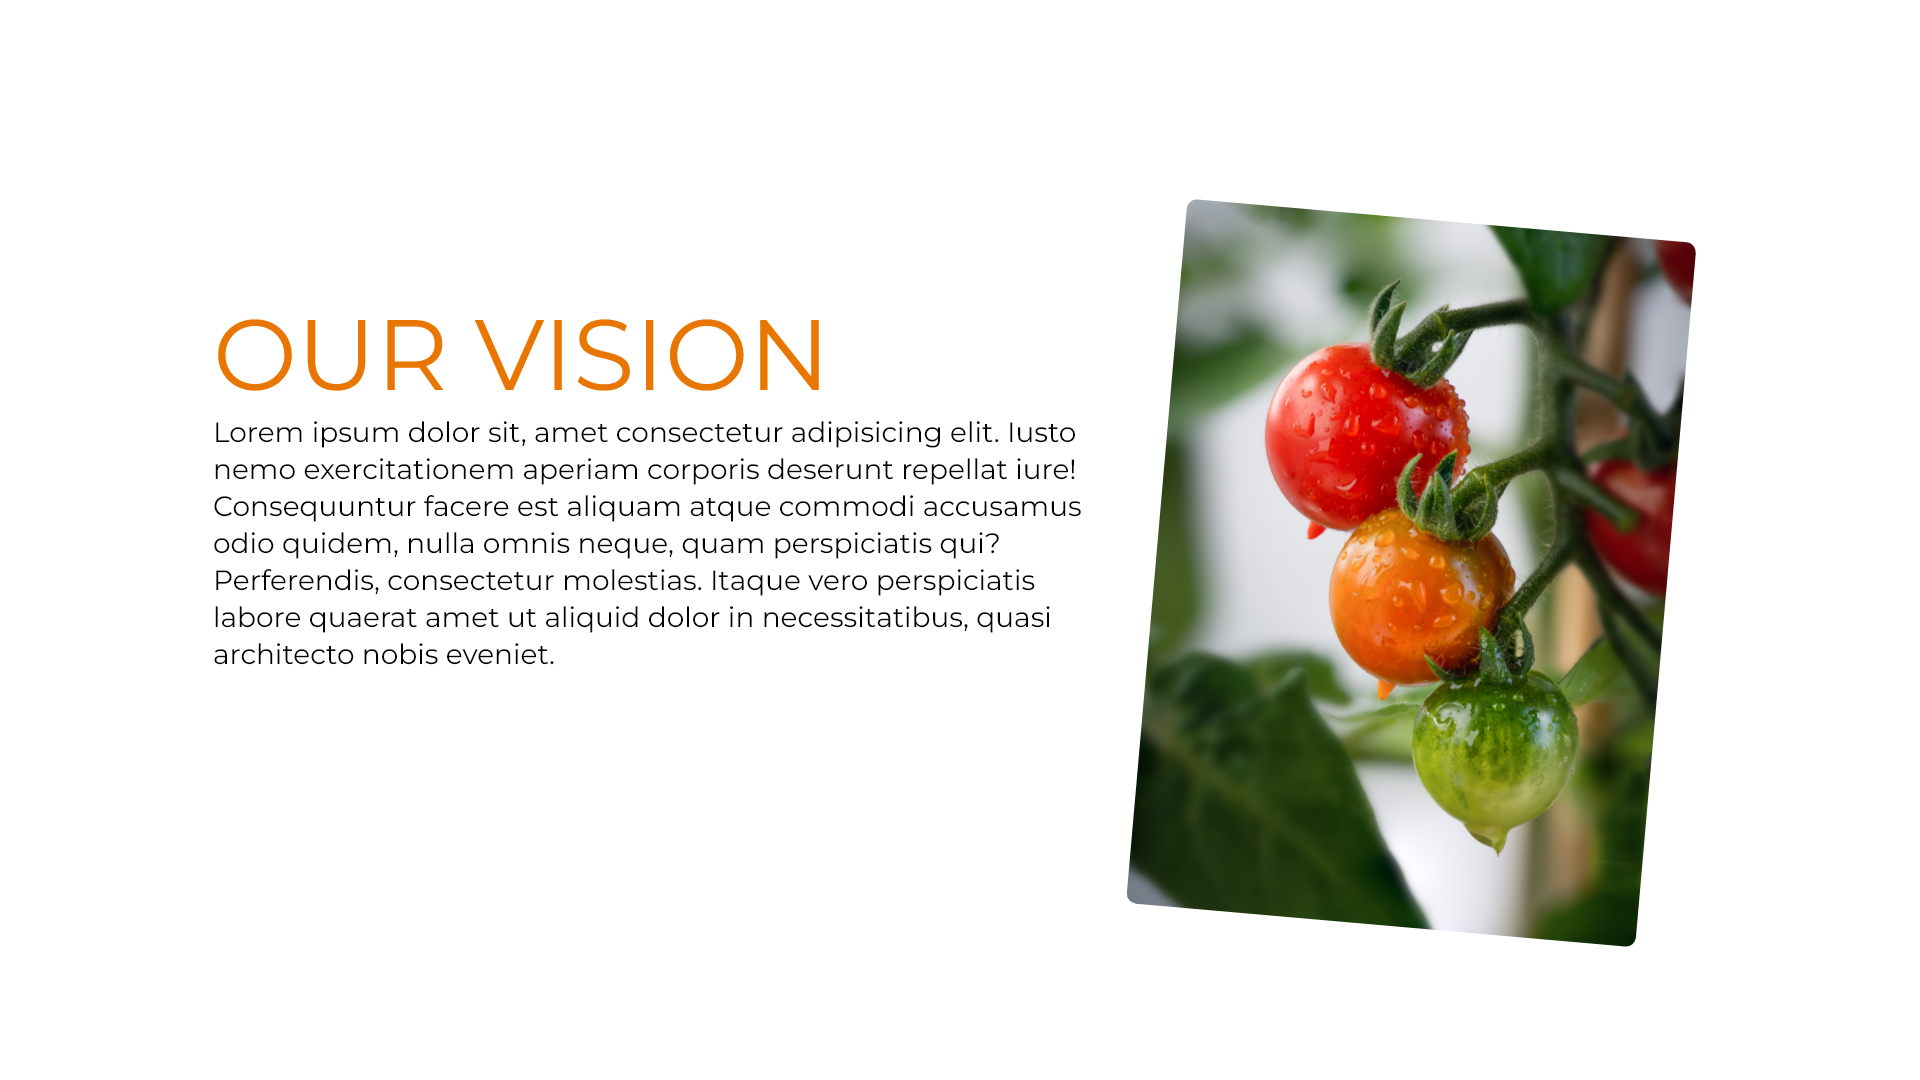 OUR VISION
Lorem ipsum dolor sit, amet consectetur adipisicing elit. Iusto
nemo exercitationem aperiam corporis deserunt repellat iure!
Consequuntur facere est aliquam atque commodi accusamus
odio quidem, nulla omnis neque, quam perspiciatis qui?
Perferendis, consectetur molestias. Itaque vero perspiciatis
labore quaerat amet ut aliquid dolor in necessitatibus, quasi
architecto nobis eveniet.